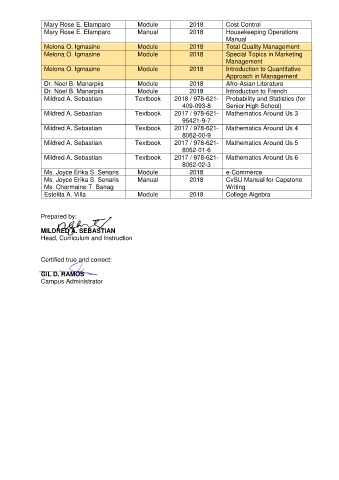 Mary Rose E. Elamparo Module 2018 Cost Control
Mary Rose E. Elamparo Manual 2018 Housekeeping Operations
Manual
Melona O. Igmasine Module 2018 Total Quality Management
Melona O. Igmasine Module 2018 Special Topics in Marketing
Management
Melona O. Igmasine Module 2018 Introduction to Quantitative
Approach in Management
Dr. Noel B. Manarpiis Module 2018 Afro-Asian Literature
Dr. Noel B. Manarpiis Module 2018 Introduction to French
Mildred A. Sebastian Textbook 2018 / 978-621- Probability and Statistics (for
409-093-8 Senior High School)
Mildred A. Sebastian Textbook 2017 / 978-621- Mathematics Around Us 3
95421-9-7
Mildred A. Sebastian Textbook 2017 / 978-621- Mathematics Around Us 4
8062-00-9
Mildred A. Sebastian Textbook 2017 / 978-621- Mathematics Around Us 5
8062-01-6
Mildred A. Sebastian Textbook 2017 / 978-621- Mathematics Around Us 6
8062-02-3
Ms. Joyce Erika S. Senaris Module 2018 e-Commerce
Ms. Joyce Erika S. Senaris Manual 2018 CvSU Manual for Capstone
Ms. Charmaine T. Banag Writing
Estelita A. Villa Module 2018 College Algebra
Prepared by:
MILDRED A. SEBASTIAN
Head, Curriculum and Instruction
Certified true and correct:
GIL D. RAMOS
Campus Administrator